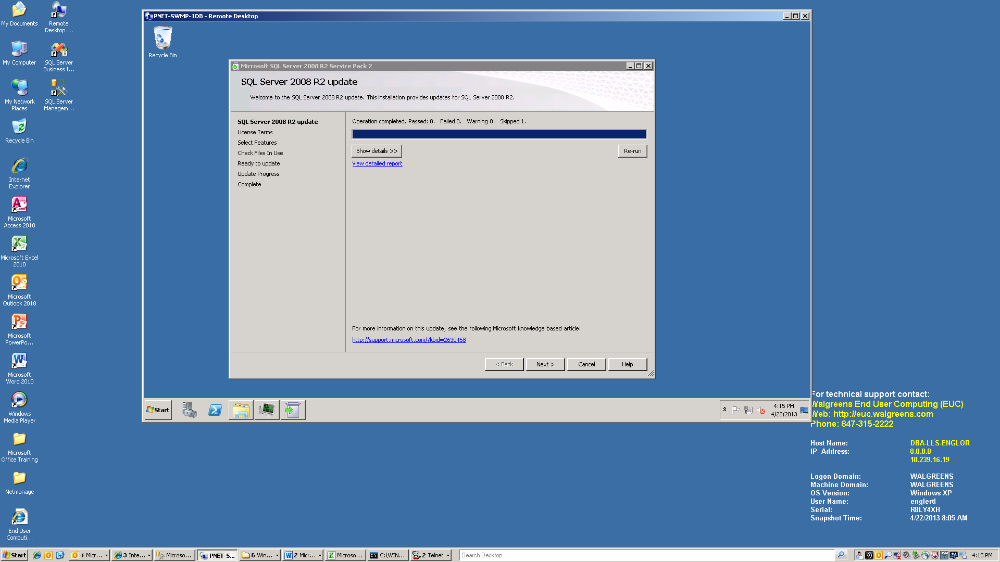 My Documents
Remote
Desktop ...
My Computer
SQL Server
Business I...
My Network
Places
SQL Server
Managem...
Recycle Bin
Internet
Explorer
Microsoft
Access 2010
Microsoft Excel
2010
Microsoft
Outlook 2010
Microsoft
PowerPo...
Microsoft
Word 2010
Windows
Media Player
Microsoft
Office Training
Netmanage
End User
Computi...
PNET-SWMP-1DB - Remote Desktop
Recycle Bin
Microsoft SQL Server 2008 R2 Service Pack 2
SQL Server 2008 R2 update
Welcome to the SQL Server 2008 R2 update. This installation provides updates for SQL Server 2008 R2.
SQL Server 2008 R2 update
License Terms
Select Features
Check Files In Use
Ready to update
Update Progress
Complete
Operation completed. Passed: 8. Failed 0. Warning 0. Skipped 1.
Show details >>
Re-run
View detailed report
For more information on this update, see the following Microsoft knowledge based article:
http://support.microsoft.com/?kbid=2630458
< Back
Next >
Cancel
Help
Start
4:15 PM
4/22/2013
For technical support contact:
Walgreens End User Computing (EUC)
Web: http://euc.walgreens.com
Phone: 847-315-2222
Host Name: DBA-LLS-ENGLOR
IP Address: 0.0.0.0
10.239.16.19
Logon Domain: WALGREENS
Machine Domain: WALGREENS
OS Version: Windows XP
User Name: englertl
Serial: R8LY4XH
Snapshot Time: 4/22/2013 8:05 AM
Start
4 Micr...
3 Inte...
Microso...
PNET-S...
6 Win...
2 Micr...
Microso...
C:\WIN...
2 Telnet
Search Desktop
4:15 PM